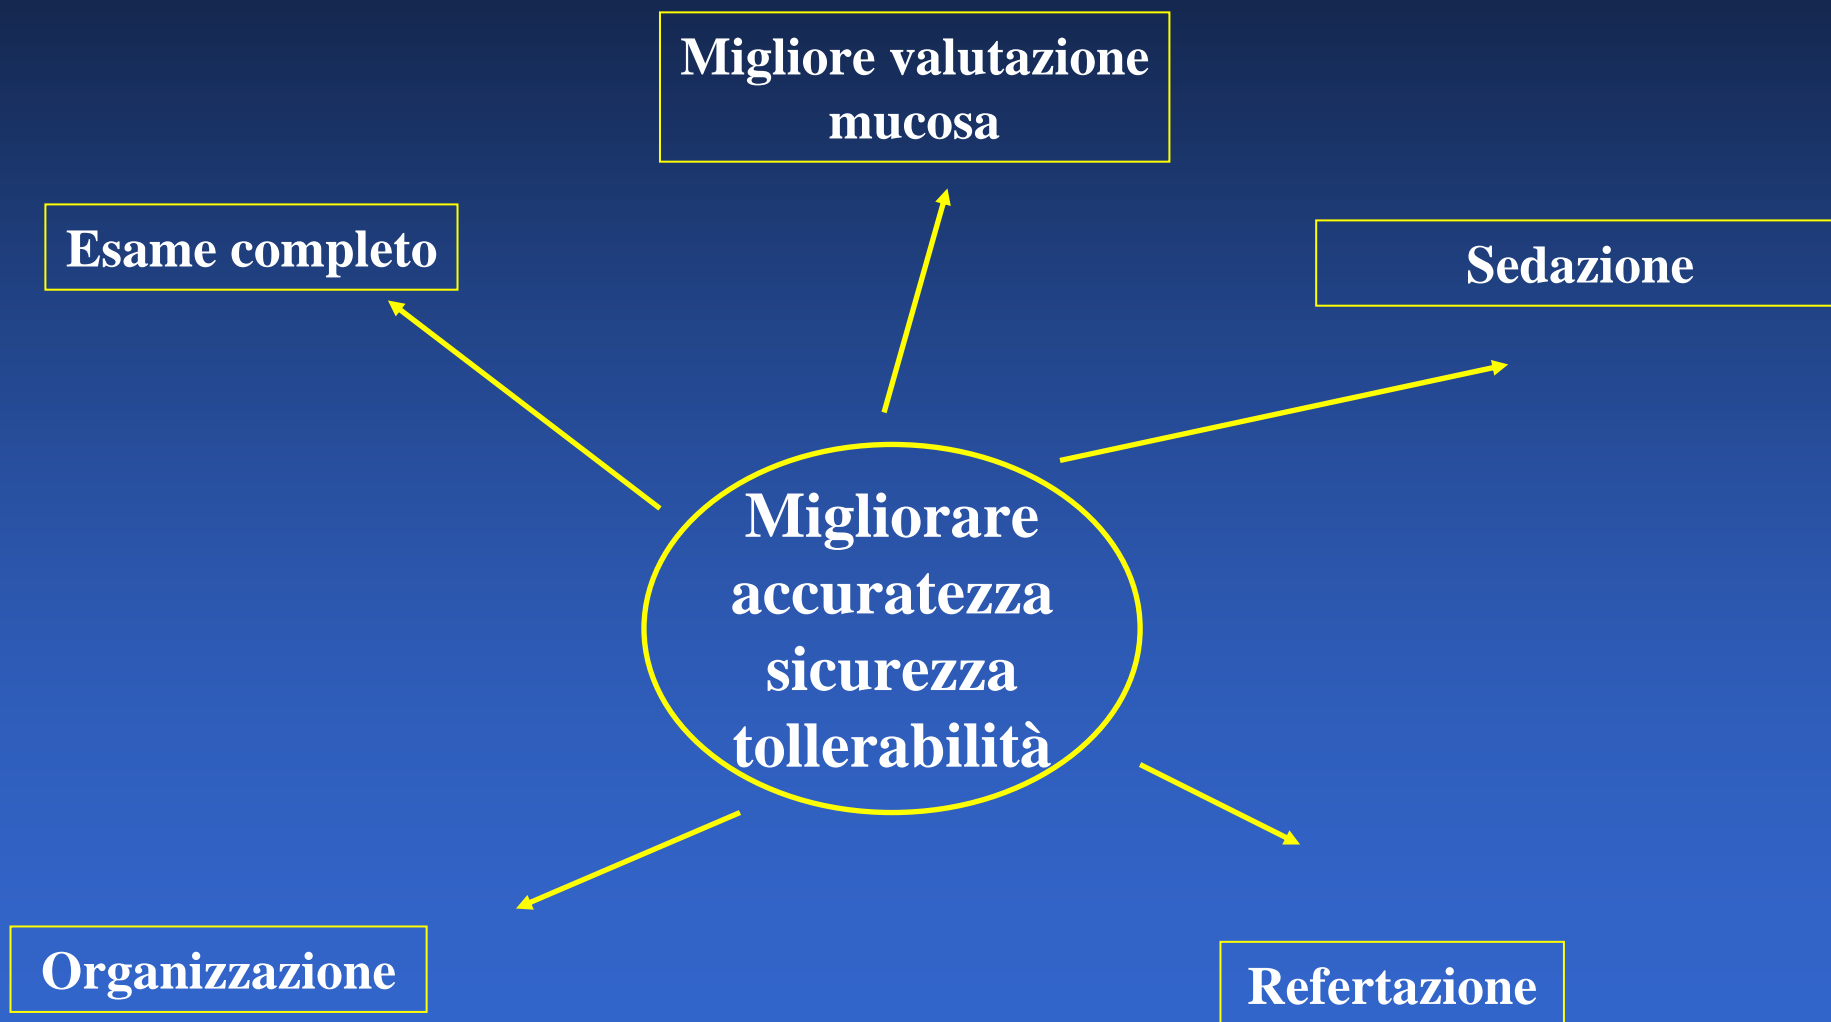 Migliore valutazione
mucosa
Esame completo
Sedazione
Migliorare
accuratezza
sicurezza
tollerabilità
Organizzazione
Refertazione